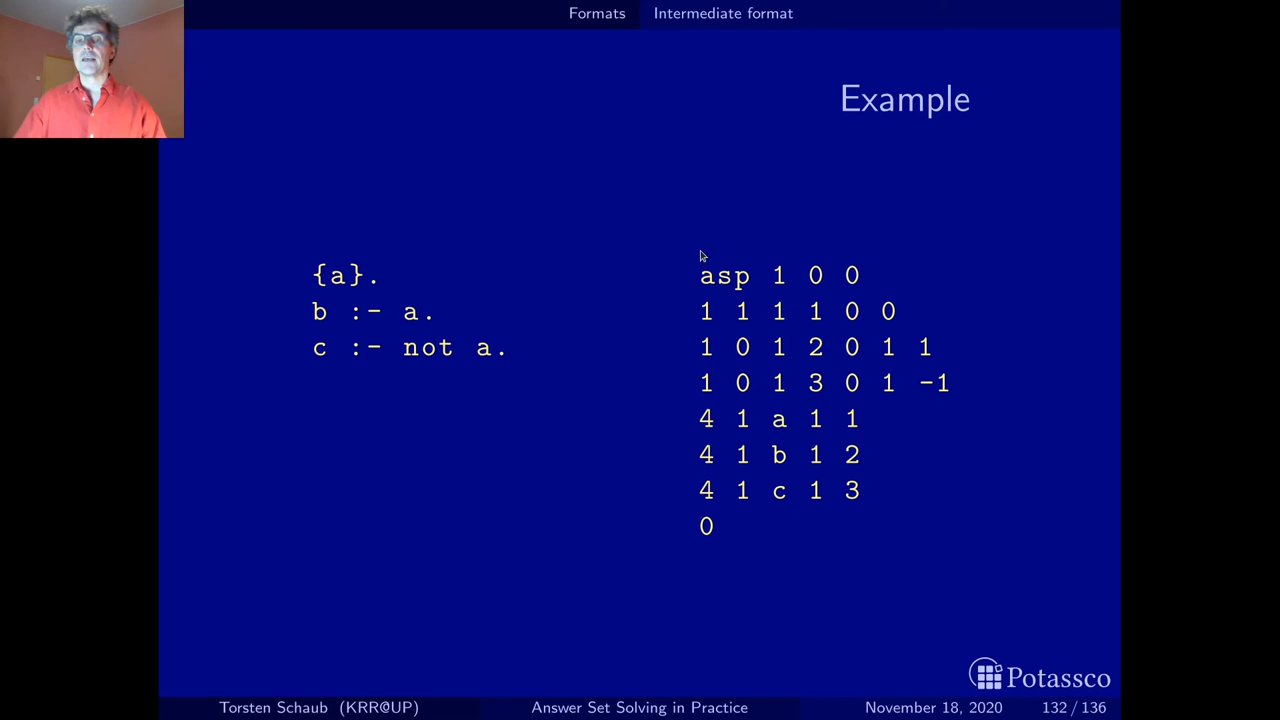 Formats Intermediate format
Example
{a}.
b :- a.
c :- not a.
asp 1 0 0
1 1 1 1 0 0
1 0 1 2 0 1 1
1 0 1 3 0 1 -1
4 1 a 1 1
4 1 b 1 2
4 1 c 1 3
0
Potassco
Torsten Schaub (KRR@UP) Answer Set Solving in Practice November 18, 2020 132 / 136